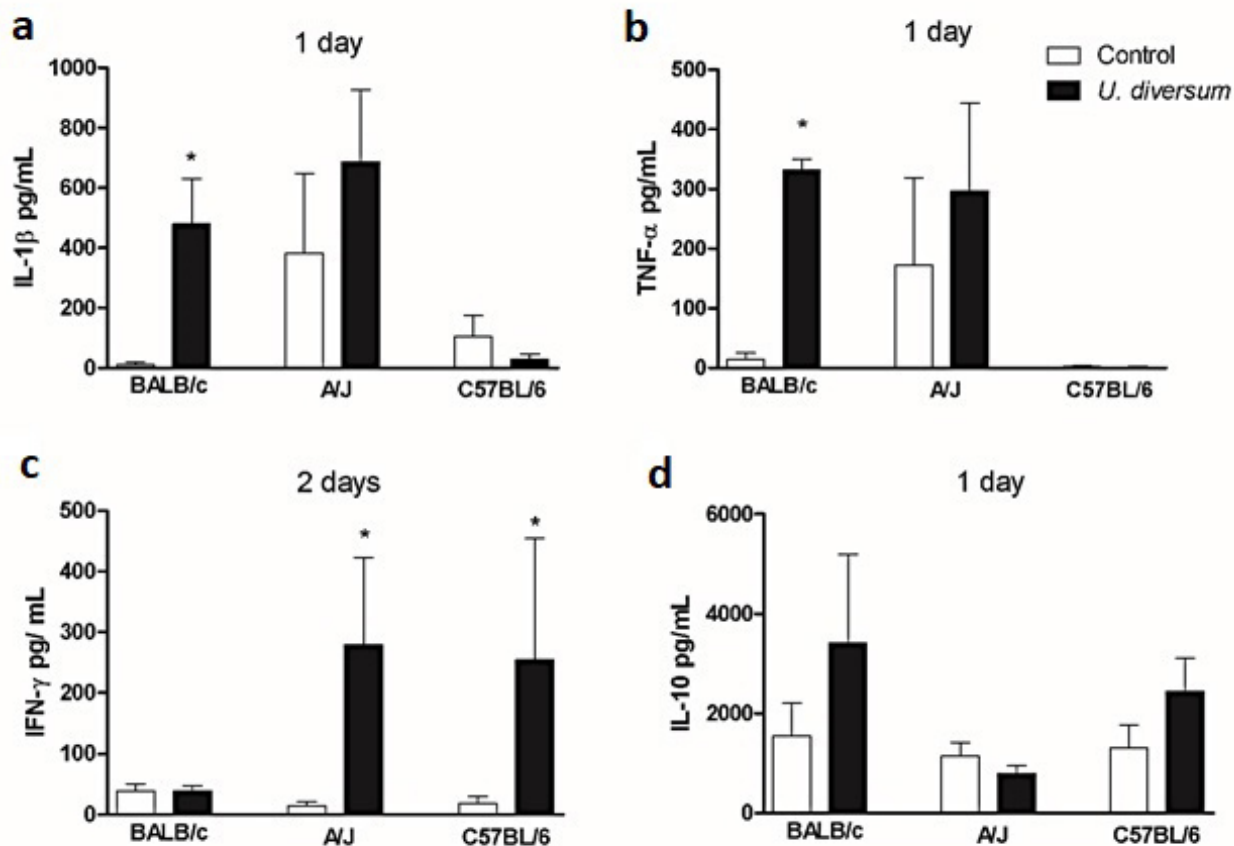 a
1 day
1000
800
600
400
200
0
IL-1β pg/mL
*
BALB/c
A/J
C57BL/6
b
1 day
500
400
300
200
100
0
TNF-α pg/mL
*
BALB/c
A/J
C57BL/6
Control
U. diversum
c
2 days
500
400
300
200
100
0
IFN-γ pg/ mL
*
*
BALB/c
A/J
C57BL/6
d
1 day
6000
4000
2000
0
IL-10 pg/mL
BALB/c
A/J
C57BL/6